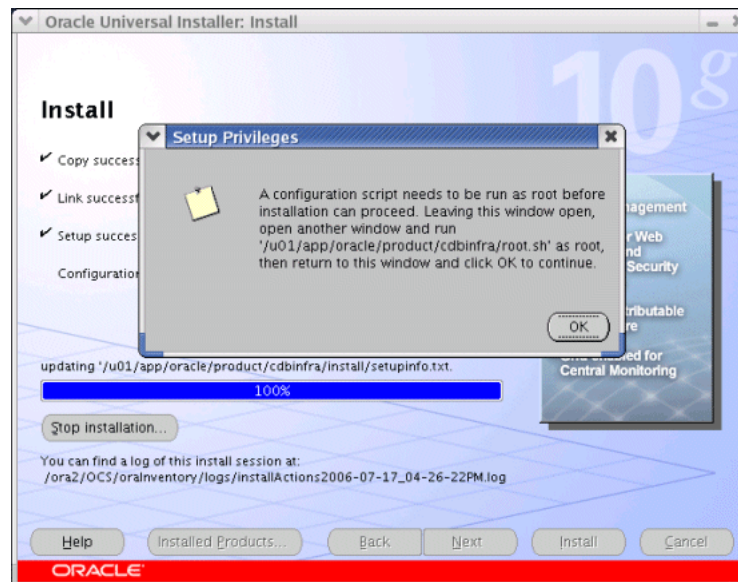 Oracle Universal Installer: Install
10g
Install
Setup Privileges
Copy success
Link successf
Setup succes
Configuration
A configuration script needs to be run as root before
installation can proceed. Leaving this window open,
open another window and run
'/u01/app/oracle/product/cdbinfra/root.sh' as root,
then return to this window and click OK to continue.
OK
agement
r Web
nd
Security
tributable
re
ed for
Central Monitoring
updating '/u01/app/oracle/product/cdbinfra/install/setupinfo.txt.
100%
Stop installation...
You can find a log of this install session at:
/ora2/OCS/oraInventory/logs/installActions2006-07-17_04-26-22PM.log
Help
Installed Products...
Back
Next
Install
Cancel
ORACLE